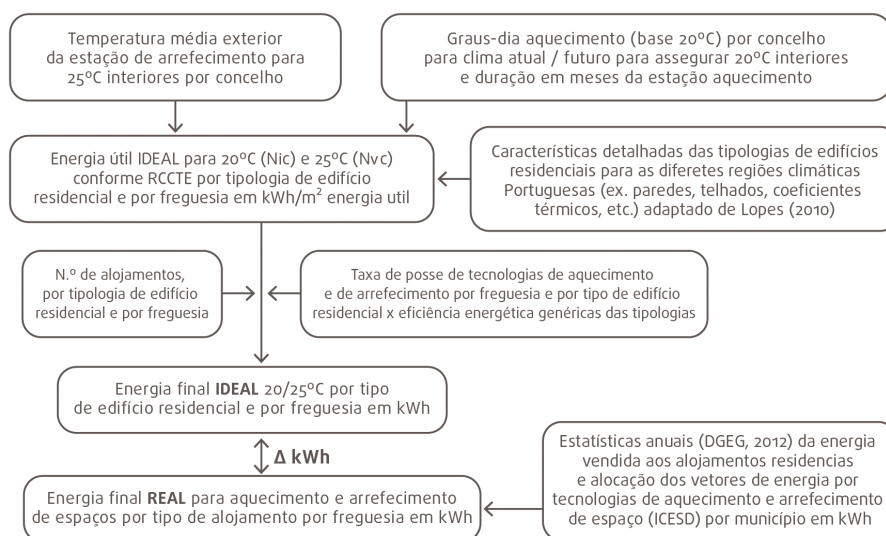 Temperatura média exterior
da estação de arrefecimento para
25ºC interiores por concelho
Graus-dia aquecimento (base 20ºC) por concelho
para clima atual / futuro para assegurar 20ºC interiores
e duração em meses da estação aquecimento
Energia útil IDEAL para 20ºC (Nic) e 25ºC (Nvc)
conforme RCCTE por tipologia de edifício
residencial e por freguesia em kWh/m² energia util
Características detalhadas das tipologias de edifícios
residenciais para as diferetes regiões climáticas
Portuguesas (ex. paredes, telhados, coeficientes
térmicos, etc.) adaptado de Lopes (2010)
N.º de alojamentos,
por tipologia de edifício
residencial e por freguesia
Taxa de posse de tecnologias de aquecimento
e de arrefecimento por freguesia e por tipo de edifício
residencial x eficiência energética genéricas das tipologias
Energia final IDEAL 20/25ºC por tipo
de edifício residencial e por freguesia em kWh
Δ kWh
Energia final REAL para aquecimento e arrefecimento
de espaços por tipo de alojamento por freguesia em kWh
Estatísticas anuais (DGEG, 2012) da energia
vendida aos alojamentos residencias
e alocação dos vetores de energia por
tecnologias de aquecimento e arrefecimento
de espaço (ICESD) por município em kWh